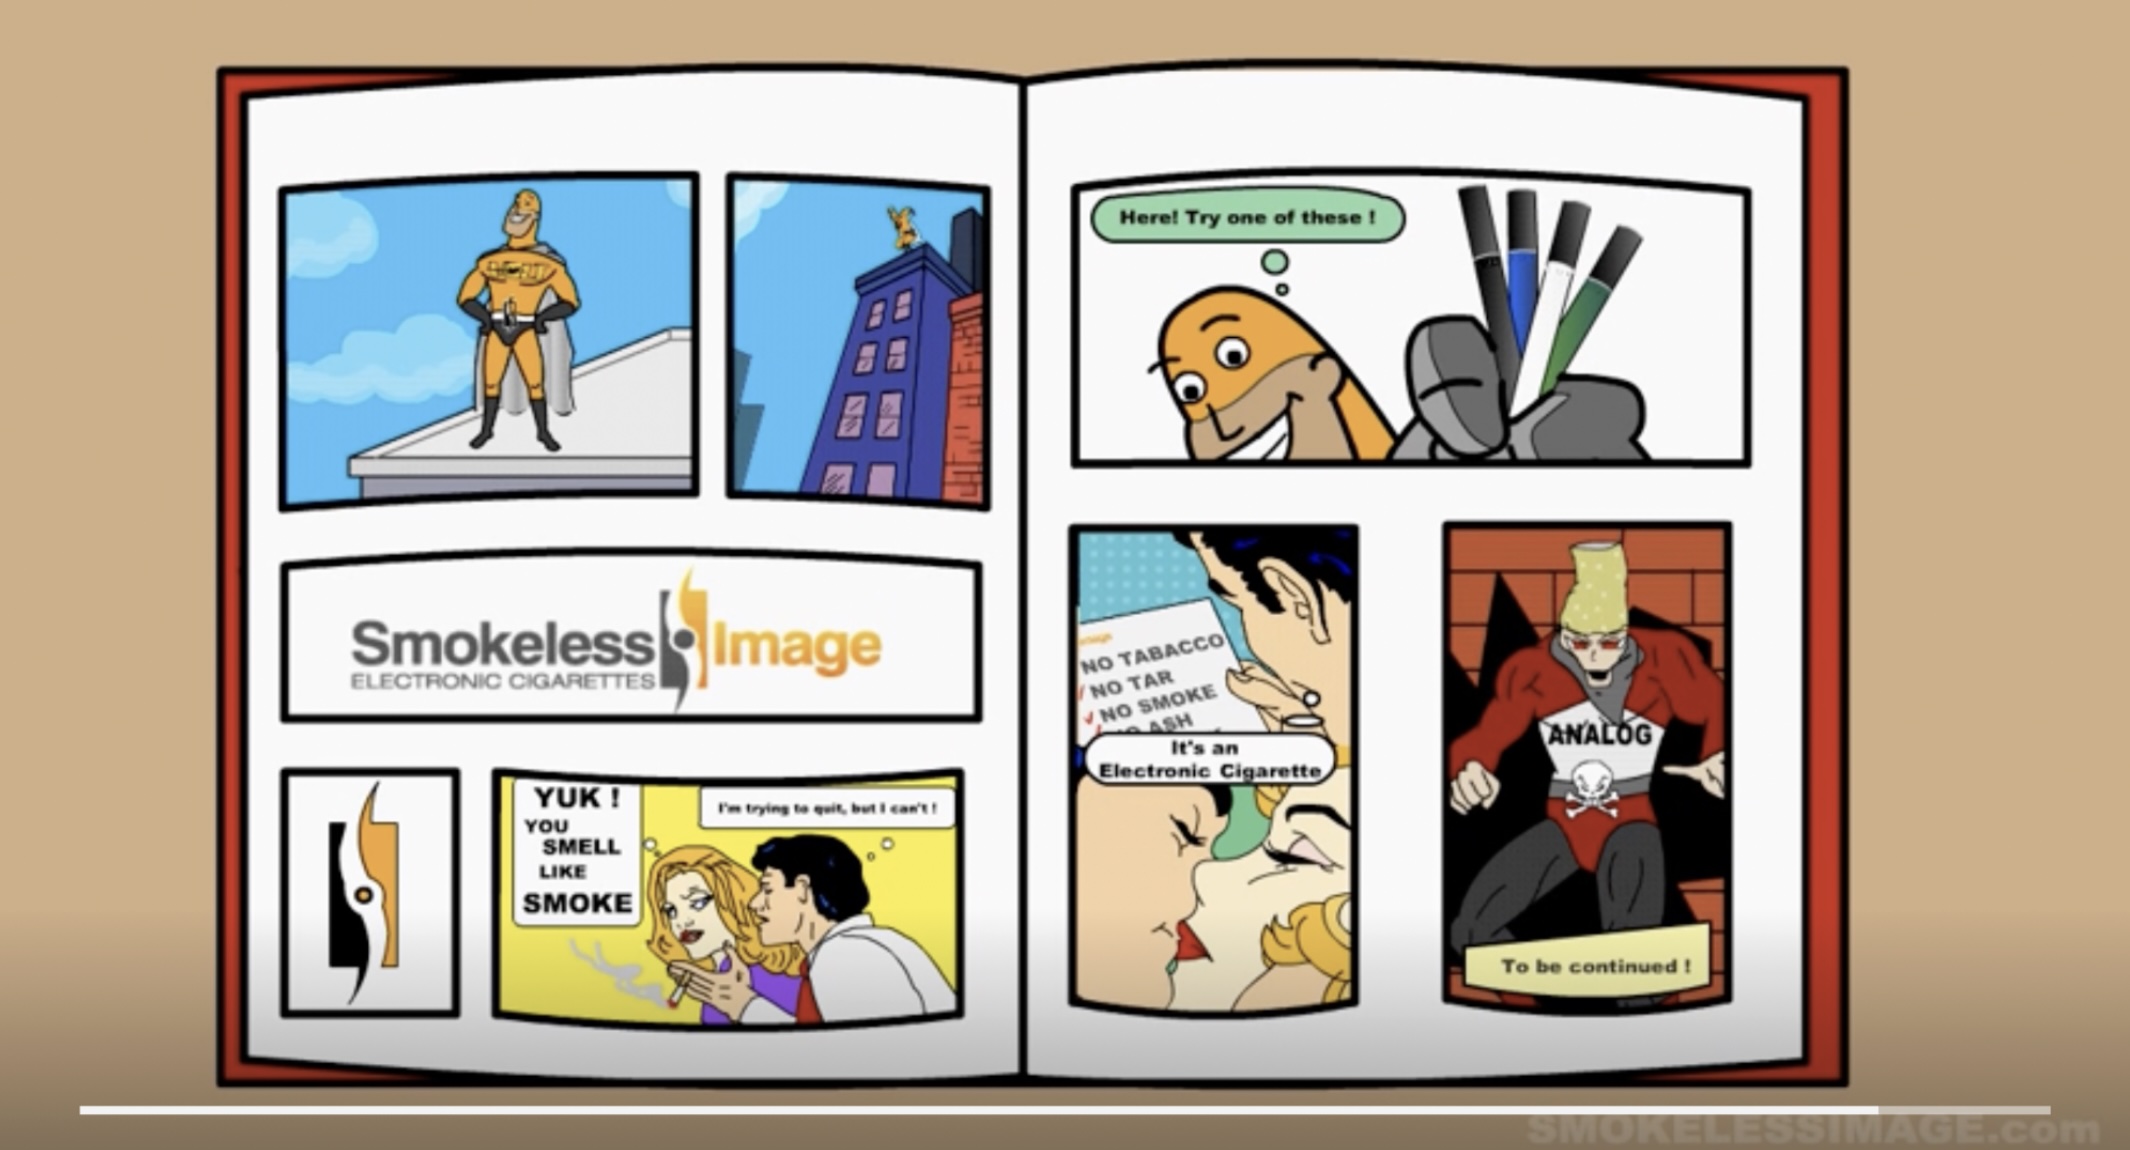 Smokeless Image
ELECTRONIC CIGARETTES
YUK !
YOU
SMELL
LIKE
SMOKE
I'm trying to quit, but I can't !
Here! Try one of these !
NO TABACCO
NO TAR
NO SMOKE
ASH
It's an
Electronic Cigarette
ANALOG
To be continued !
SMOKELESSIMAGE.com